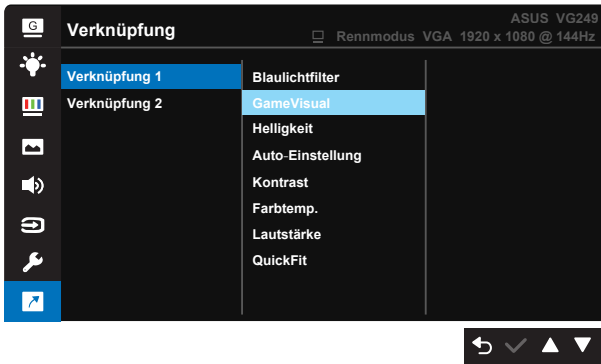 G
Verknüpfung
ASUS VG249
Rennmodus VGA 1920 x 1080 @ 144Hz
Verknüpfung 1
Verknüpfung 2
Blaulichtfilter
GameVisual
Helligkeit
Auto-Einstellung
Kontrast
Farbtemp.
Lautstärke
QuickFit